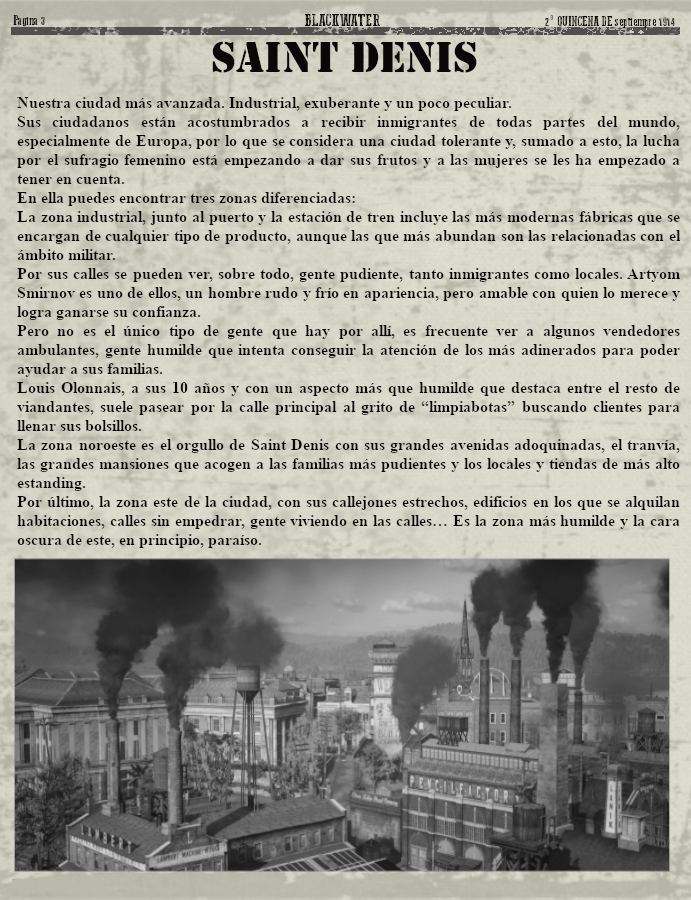 Pagina 3
BLACKWATER
2ª QUINCENA DE septiempre 1914
SAINT DENIS
Nuestra ciudad más avanzada. Industrial, exuberante y un poco peculiar.
Sus ciudadanos están acostumbrados a recibir inmigrantes de todas partes del mundo,
especialmente de Europa, por lo que se considera una ciudad tolerante y, sumado a esto, la lucha
por el sufragio femenino está empezando a dar sus frutos y a las mujeres se les ha empezado a
tener en cuenta.
En ella puedes encontrar tres zonas diferenciadas:
La zona industrial, junto al puerto y la estación de tren incluye las más modernas fábricas que se
encargan de cualquier tipo de producto, aunque las que más abundan son las relacionadas con el
ámbito militar.
Por sus calles se pueden ver, sobre todo, gente pudiente, tanto inmigrantes como locales. Artyom
Smirnov es uno de ellos, un hombre rudo y frío en apariencia, pero amable con quien lo merece y
logra ganarse su confianza.
Pero no es el único tipo de gente que hay por allí, es frecuente ver a algunos vendedores
ambulantes, gente humilde que intenta conseguir la atención de los más adinerados para poder
ayudar a sus familias.
Louis Olonnais, a sus 10 años y con un aspecto más que humilde que destaca entre el resto de
viandantes, suele pasear por la calle principal al grito de “limpiabotas” buscando clientes para
llenar sus bolsillos.
La zona noroeste es el orgullo de Saint Denis con sus grandes avenidas adoquinadas, el tranvía,
las grandes mansiones que acogen a las familias más pudientes y los locales y tiendas de más alto
estanding.
Por último, la zona este de la ciudad, con sus callejones estrechos, edificios en los que se alquilan
habitaciones, calles sin empedrar, gente viviendo en las calles… Es la zona más humilde y la cara
oscura de este, en principio, paraíso.